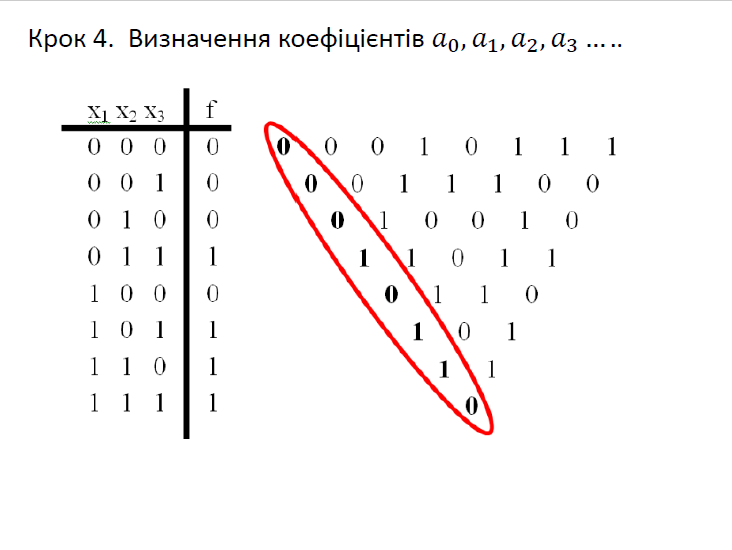 Крок 4. Визначення коефіцієнтів a₀, a₁, a₂, a₃ .....
x₁ x₂ x₃ f
0 0 0 0 0 0 0 1 0 1 1 1
0 0 1 0 0 0 1 1 1 0 0
0 1 0 0 0 1 0 0 1 0
0 1 1 1 1 1 0 1 1
1 0 0 0 0 1 1 0
1 0 1 1 1 0 1
1 1 0 1 1 1
1 1 1 1 0